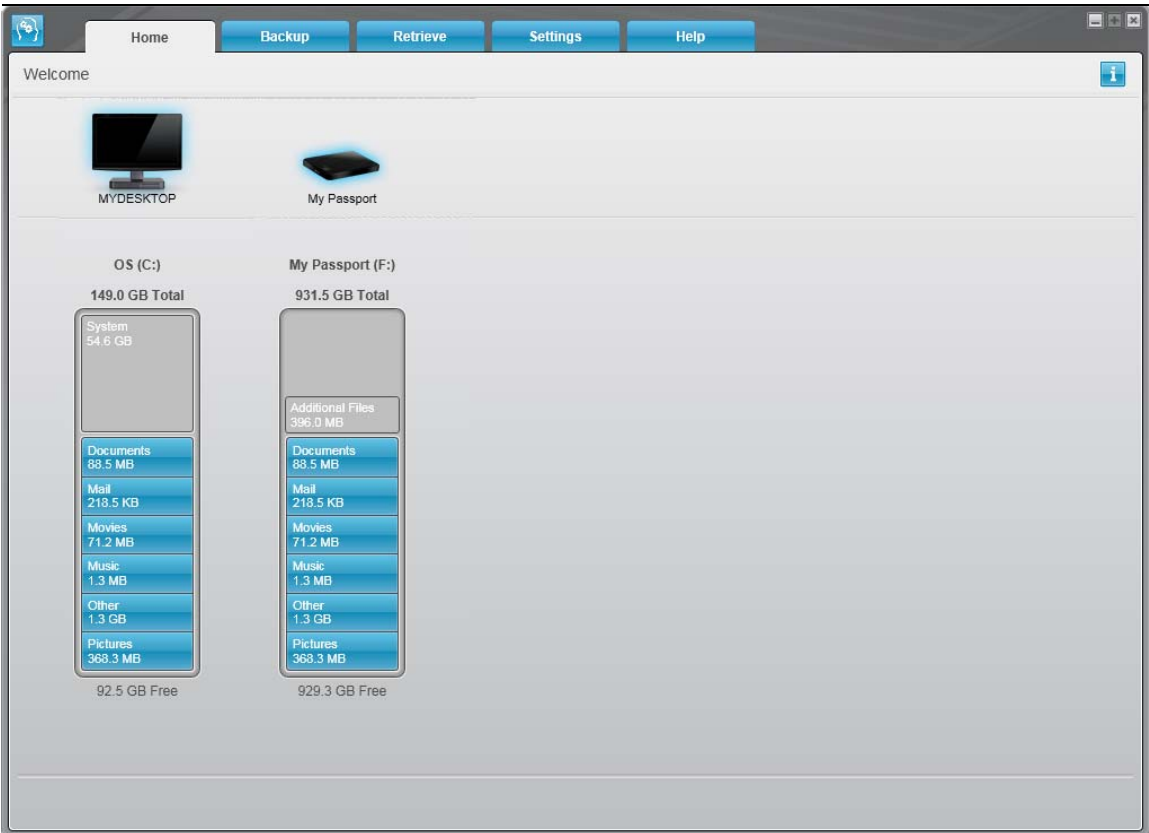 Home Backup Retrieve Settings Help
Welcome
MYDESKTOP My Passport
OS (C:) My Passport (F:)
149.0 GB Total 931.5 GB Total
System
54.6 GB
Additional Files
396.0 MB
Documents Documents
88.5 MB 88.5 MB
Mail Mail
218.5 KB 218.5 KB
Movies Movies
71.2 MB 71.2 MB
Music Music
1.3 MB 1.3 MB
Other Other
1.3 GB 1.3 GB
Pictures Pictures
368.3 MB 368.3 MB
92.5 GB Free 929.3 GB Free